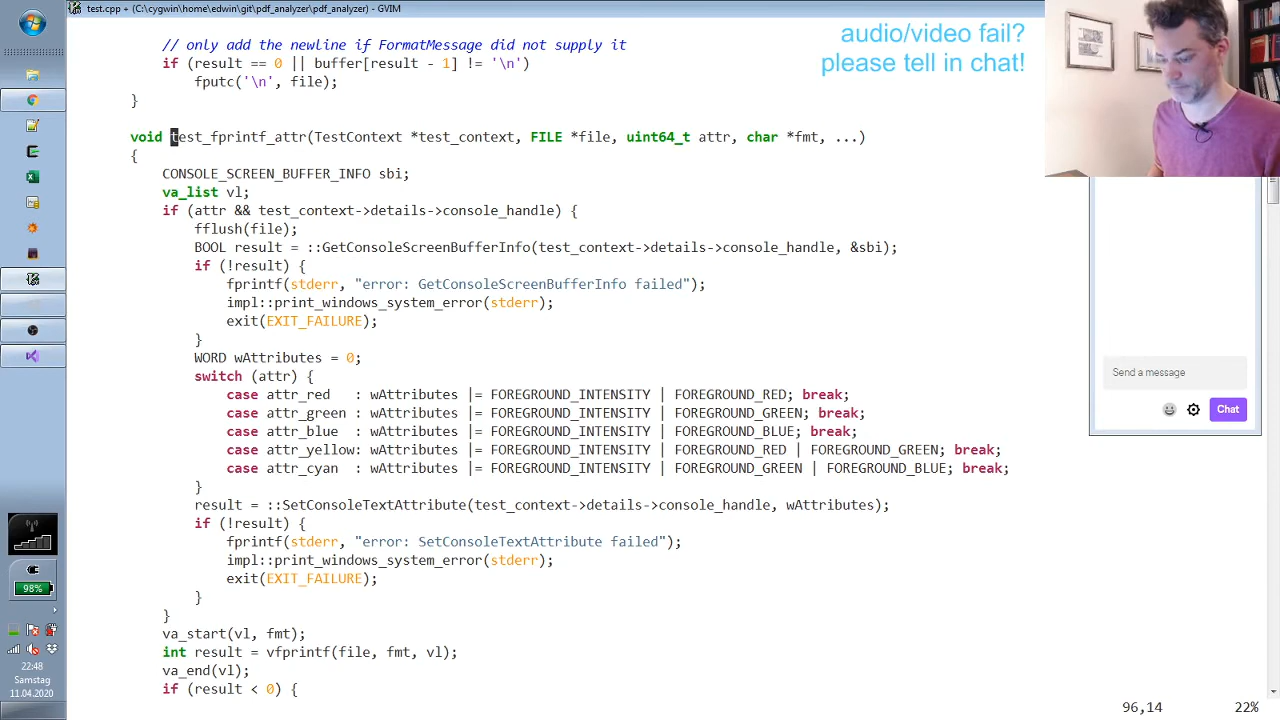 test.cpp + (C:\cygwin\home\edwin\git\pdf_analyzer\pdf_analyzer) - GVIM
audio/video fail?
please tell in chat!
// only add the newline if FormatMessage did not supply it
if (result == 0 || buffer[result - 1] != '\n')
fputc('\n', file);
}
void test_fprintf_attr(TestContext *test_context, FILE *file, uint64_t attr, char *fmt, ...)
{
CONSOLE_SCREEN_BUFFER_INFO sbi;
va_list vl;
if (attr && test_context->details->console_handle) {
fflush(file);
BOOL result = ::GetConsoleScreenBufferInfo(test_context->details->console_handle, &sbi);
if (!result) {
fprintf(stderr, "error: GetConsoleScreenBufferInfo failed");
impl::print_windows_system_error(stderr);
exit(EXIT_FAILURE);
}
WORD wAttributes = 0;
switch (attr) {
case attr_red   : wAttributes |= FOREGROUND_INTENSITY | FOREGROUND_RED; break;
case attr_green : wAttributes |= FOREGROUND_INTENSITY | FOREGROUND_GREEN; break;
case attr_blue  : wAttributes |= FOREGROUND_INTENSITY | FOREGROUND_BLUE; break;
case attr_yellow: wAttributes |= FOREGROUND_INTENSITY | FOREGROUND_RED | FOREGROUND_GREEN; break;
case attr_cyan  : wAttributes |= FOREGROUND_INTENSITY | FOREGROUND_GREEN | FOREGROUND_BLUE; break;
}
result = ::SetConsoleTextAttribute(test_context->details->console_handle, wAttributes);
if (!result) {
fprintf(stderr, "error: SetConsoleTextAttribute failed");
impl::print_windows_system_error(stderr);
exit(EXIT_FAILURE);
}
}
va_start(vl, fmt);
int result = vfprintf(file, fmt, vl);
va_end(vl);
if (result < 0) {
96,14 22%
Send a message
Chat
98%
22:48
Samstag
11.04.2020